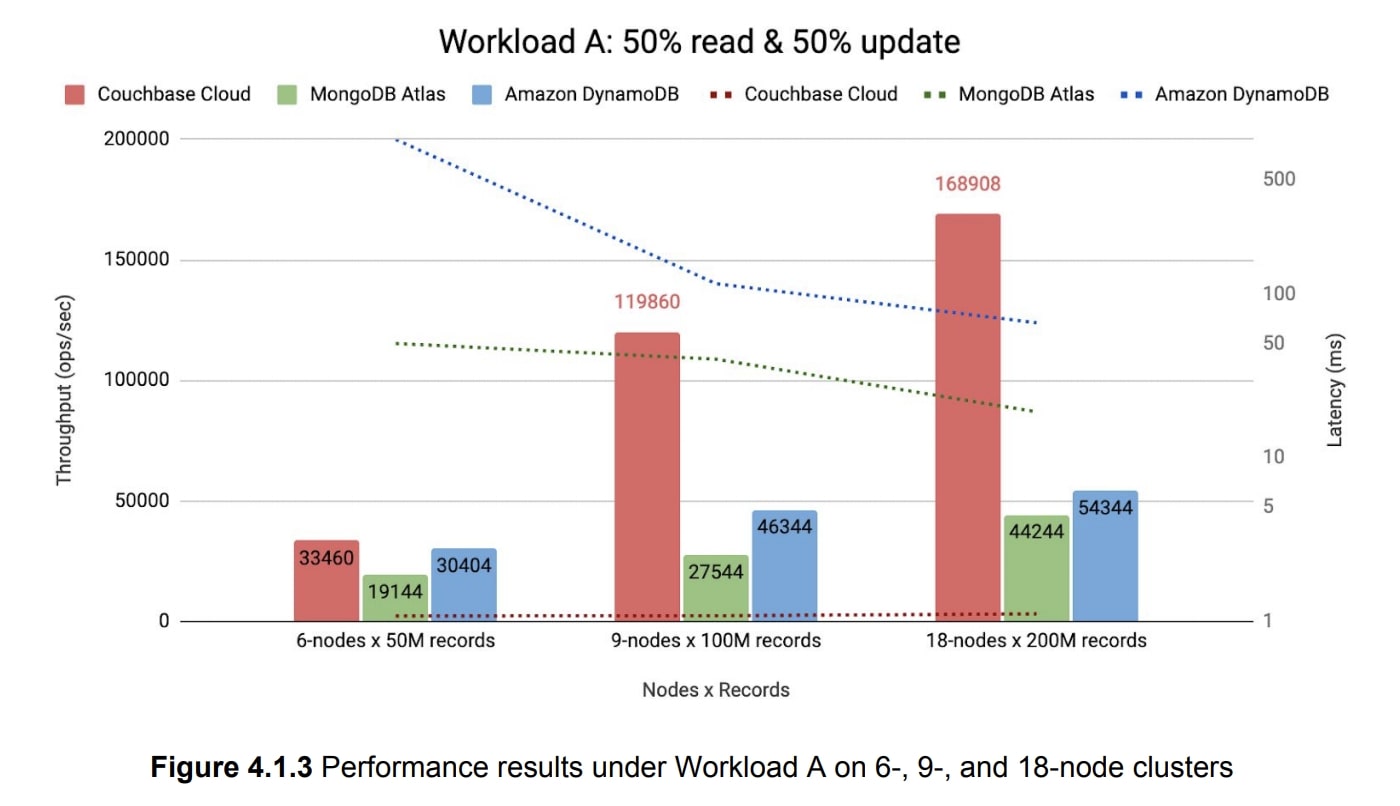 Workload A: 50% read & 50% update
Couchbase Cloud MongoDB Atlas Amazon DynamoDB Couchbase Cloud MongoDB Atlas Amazon DynamoDB
200000
150000
100000
50000
0
Throughput (ops/sec)
33460
19144
30404
119860
27544
46344
168908
44244
54344
500
100
50
10
5
1
Latency (ms)
6-nodes x 50M records 9-nodes x 100M records 18-nodes x 200M records
Nodes x Records
Figure 4.1.3 Performance results under Workload A on 6-, 9-, and 18-node clusters